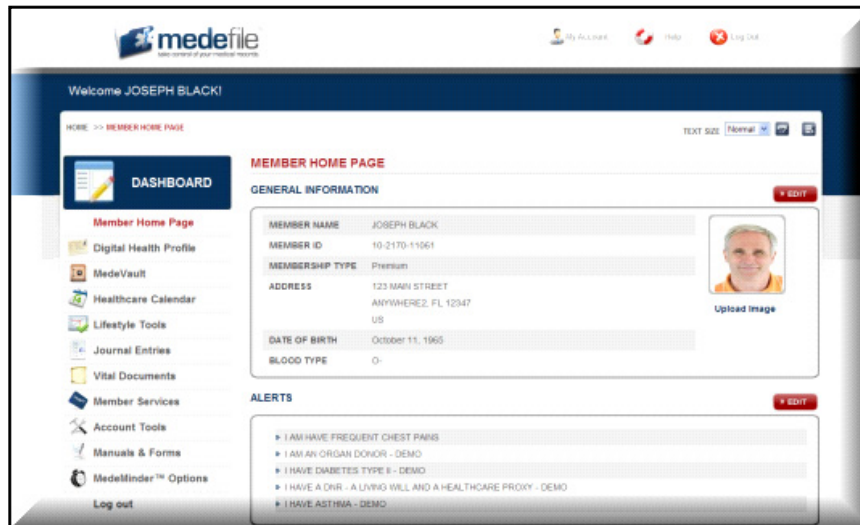 medefile
take control of your medical records
My Account Help Log Out
Welcome JOSEPH BLACK!
HOME >> MEMBER HOME PAGE
TEXT SIZE Normal
DASHBOARD
Member Home Page
Digital Health Profile
MedeVault
Healthcare Calendar
Lifestyle Tools
Journal Entries
Vital Documents
Member Services
Account Tools
Manuals & Forms
MedeMinder™ Options
Log out
MEMBER HOME PAGE
GENERAL INFORMATION
EDIT
MEMBER NAME JOSEPH BLACK
MEMBER ID 10-2170-11061
MEMBERSHIP TYPE Premium
ADDRESS 123 MAIN STREET
ANYWHERE2, FL 12347
US
DATE OF BIRTH October 11, 1965
BLOOD TYPE O-
Upload Image
ALERTS
EDIT
I AM HAVE FREQUENT CHEST PAINS
I AM AN ORGAN DONOR - DEMO
I HAVE DIABETES TYPE II - DEMO
I HAVE A DNR - A LIVING WILL AND A HEALTHCARE PROXY - DEMO
I HAVE ASTHMA - DEMO